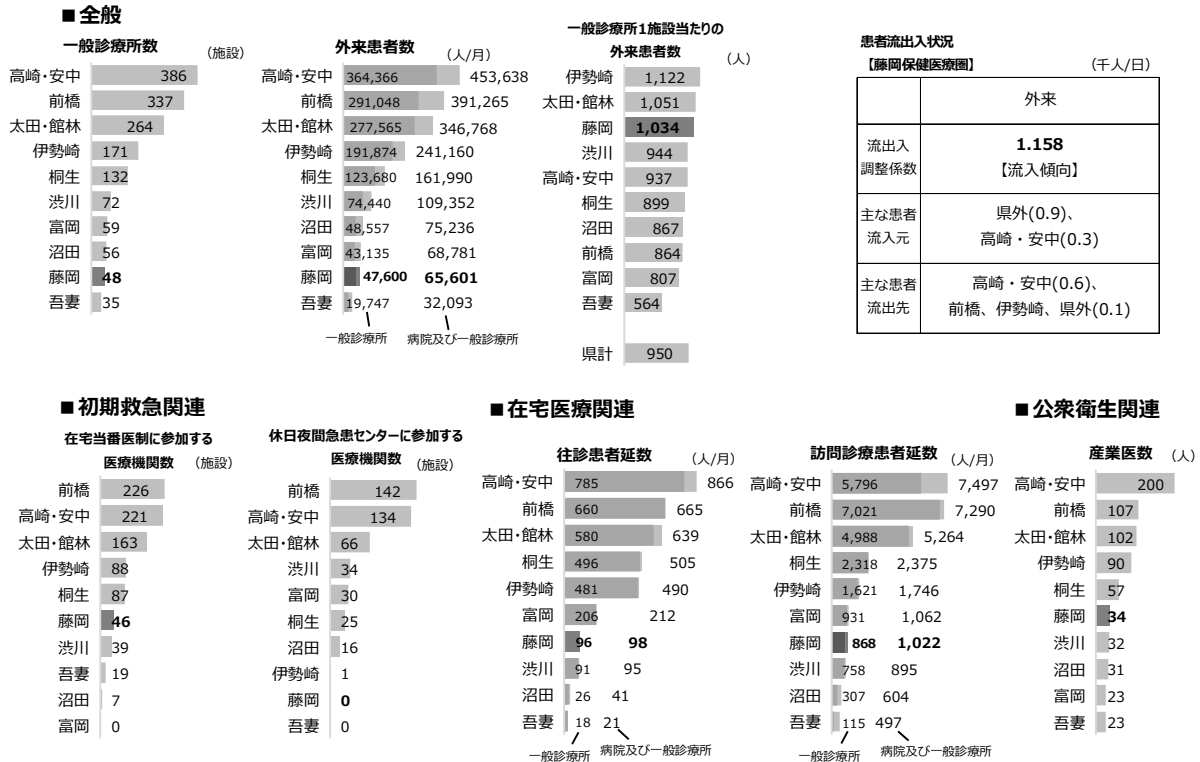 ■全般
一般診療所数 （施設）
高崎・安中 386
前橋 337
太田・館林 264
伊勢崎 171
桐生 132
渋川 72
富岡 59
沼田 56
藤岡 48
吾妻 35
外来患者数 （人/月）
高崎・安中 364,366 453,638
前橋 291,048 391,265
太田・館林 277,565 346,768
伊勢崎 191,874 241,160
桐生 123,680 161,990
渋川 74,440 109,352
沼田 48,557 75,236
富岡 43,135 68,781
藤岡 47,600 65,601
吾妻 19,747 32,093
一般診療所 病院及び一般診療所
一般診療所1施設当たりの
外来患者数 （人）
伊勢崎 1,122
太田・館林 1,051
藤岡 1,034
渋川 944
高崎・安中 937
桐生 899
沼田 867
前橋 864
富岡 807
吾妻 564
県計 950
患者流出入状況
【藤岡保健医療圏】 （千人/日）
外来
流出入
調整係数
1.158
【流入傾向】
主な患者
流入元
県外(0.9)、
高崎・安中(0.3)
主な患者
流出先
高崎・安中(0.6)、
前橋、伊勢崎、県外(0.1)
■初期救急関連
在宅当番医制に参加する
医療機関数 （施設）
前橋 226
高崎・安中 221
太田・館林 163
伊勢崎 88
桐生 87
藤岡 46
渋川 39
吾妻 19
沼田 7
富岡 0
休日夜間急患センターに参加する
医療機関数 （施設）
前橋 142
高崎・安中 134
太田・館林 66
渋川 34
富岡 30
桐生 25
沼田 16
伊勢崎 1
藤岡 0
吾妻 0
■在宅医療関連
往診患者延数 （人/月）
高崎・安中 785 866
前橋 660 665
太田・館林 580 639
桐生 496 505
伊勢崎 481 490
富岡 206 212
藤岡 96 98
渋川 91 95
沼田 26 41
吾妻 18 21
一般診療所 病院及び一般診療所
訪問診療患者延数 （人/月）
高崎・安中 5,796 7,497
前橋 7,021 7,290
太田・館林 4,988 5,264
桐生 2,318 2,375
伊勢崎 1,621 1,746
富岡 931 1,062
藤岡 868 1,022
渋川 758 895
沼田 307 604
吾妻 115 497
一般診療所 病院及び一般診療所
■公衆衛生関連
産業医数 （人）
高崎・安中 200
前橋 107
太田・館林 102
伊勢崎 90
桐生 57
藤岡 34
渋川 32
沼田 31
富岡 23
吾妻 23